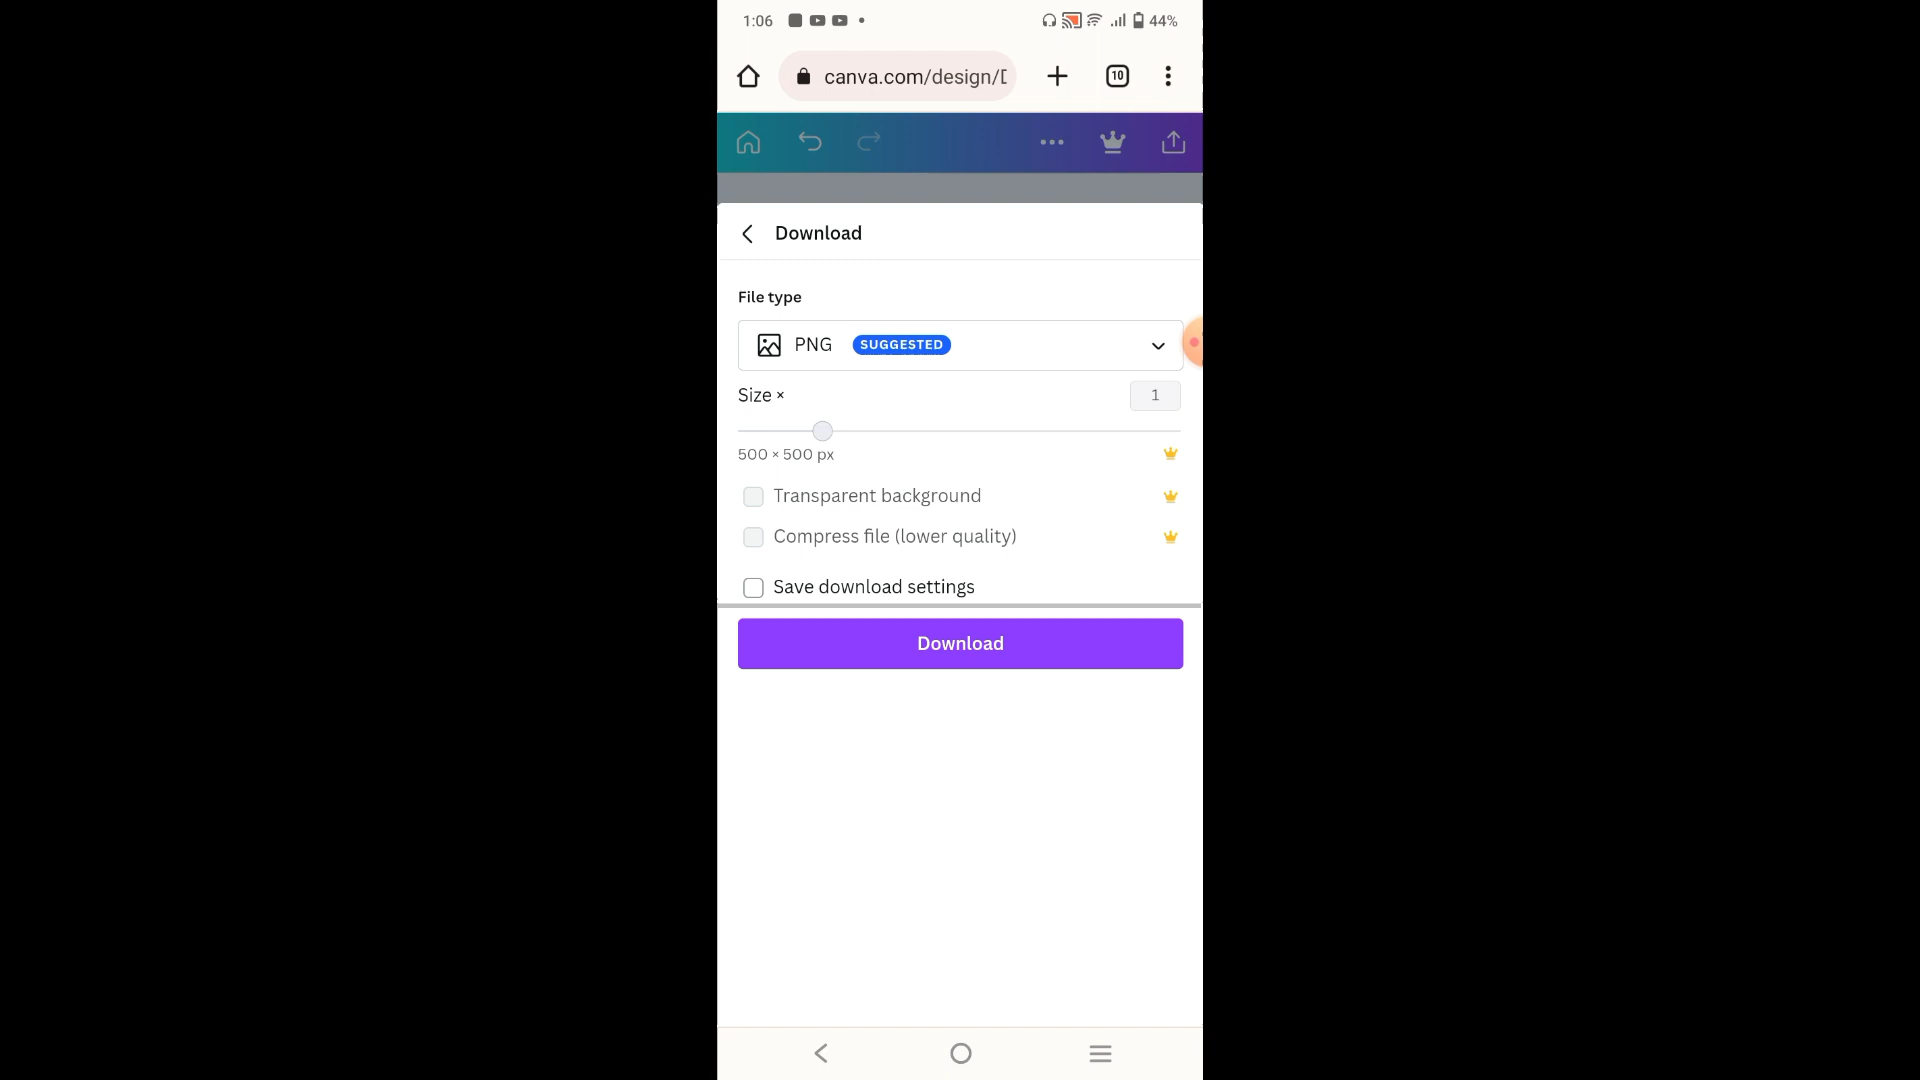 1:06 44%
canva.com/design/ 10
Download
File type
PNG SUGGESTED
Size × 1
500 × 500 px
Transparent background
Compress file (lower quality)
Save download settings
Download